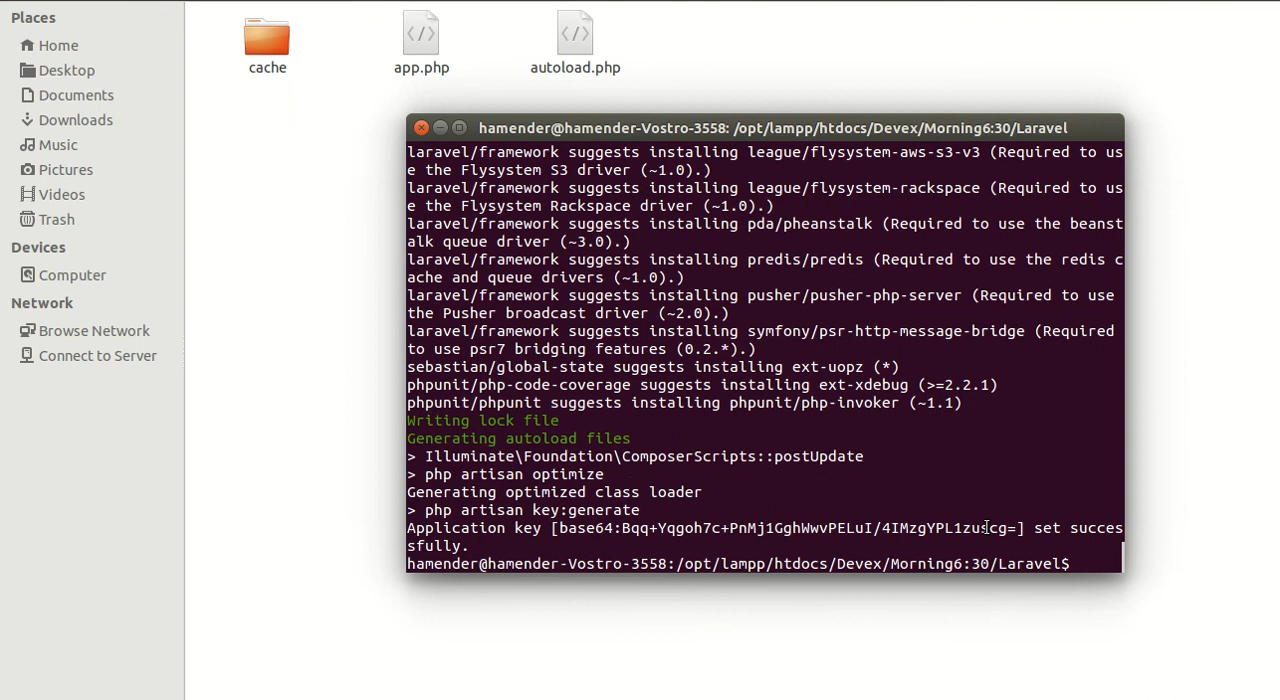 Places
Home
Desktop
Documents
Downloads
Music
Pictures
Videos
Trash
Devices
Computer
Network
Browse Network
Connect to Server
cache
app.php
autoload.php
hamender@hamender-Vostro-3558: /opt/lampp/htdocs/Devex/Morning6:30/Laravel
laravel/framework suggests installing league/flysystem-aws-s3-v3 (Required to us
e the Flysystem S3 driver (~1.0).)
laravel/framework suggests installing league/flysystem-rackspace (Required to us
e the Flysystem Rackspace driver (~1.0).)
laravel/framework suggests installing pda/pheanstalk (Required to use the beanst
alk queue driver (~3.0).)
laravel/framework suggests installing predis/predis (Required to use the redis c
ache and queue drivers (~1.0).)
laravel/framework suggests installing pusher/pusher-php-server (Required to use
the Pusher broadcast driver (~2.0).)
laravel/framework suggests installing symfony/psr-http-message-bridge (Required
to use psr7 bridging features (0.2.*).)
sebastian/global-state suggests installing ext-uopz (*)
phpunit/php-code-coverage suggests installing ext-xdebug (>=2.2.1)
phpunit/phpunit suggests installing phpunit/php-invoker (~1.1)
Writing lock file
Generating autoload files
> Illuminate\Foundation\ComposerScripts::postUpdate
> php artisan optimize
Generating optimized class loader
> php artisan key:generate
Application key [base64:Bqq+Yqgoh7c+PnMj1GghWwvPELuI/4IMzgYPL1zuscg=] set succes
sfully.
hamender@hamender-Vostro-3558:/opt/lampp/htdocs/Devex/Morning6:30/Laravel$